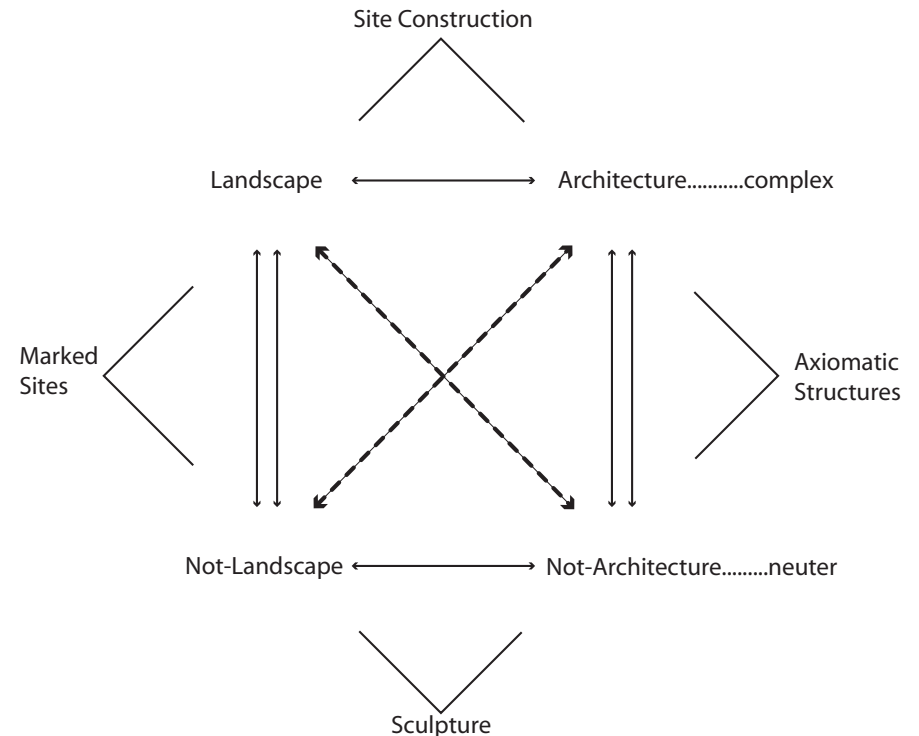 Site Construction
Landscape
Architecture...........complex
Marked
Sites
Axiomatic
Structures
Not-Landscape
Not-Architecture.........neuter
Sculpture